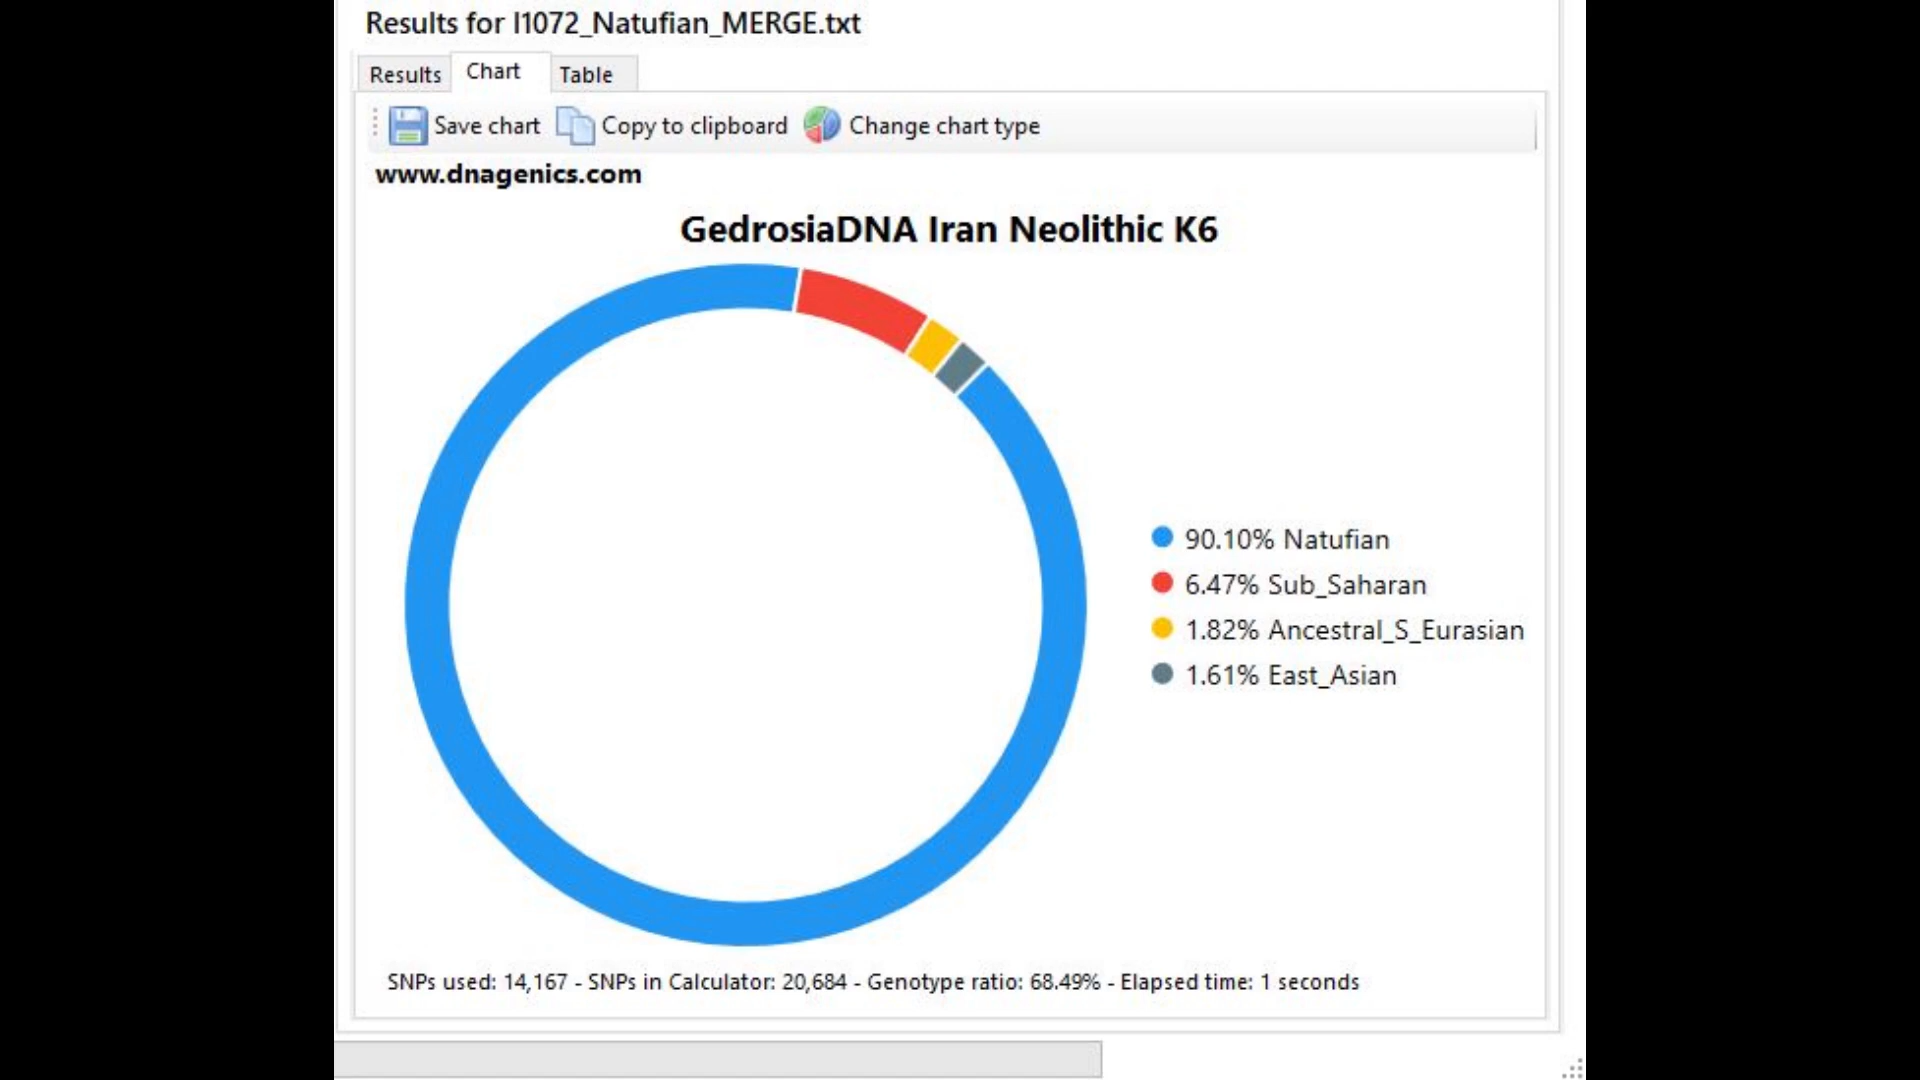 Results for I1072_Natufian_MERGE.txt
Results Chart Table
Save chart Copy to clipboard Change chart type
www.dnagenics.com
GedrosiaDNA Iran Neolithic K6
90.10% Natufian
6.47% Sub_Saharan
1.82% Ancestral_S_Eurasian
1.61% East_Asian
SNPs used: 14,167 - SNPs in Calculator: 20,684 - Genotype ratio: 68.49% - Elapsed time: 1 seconds